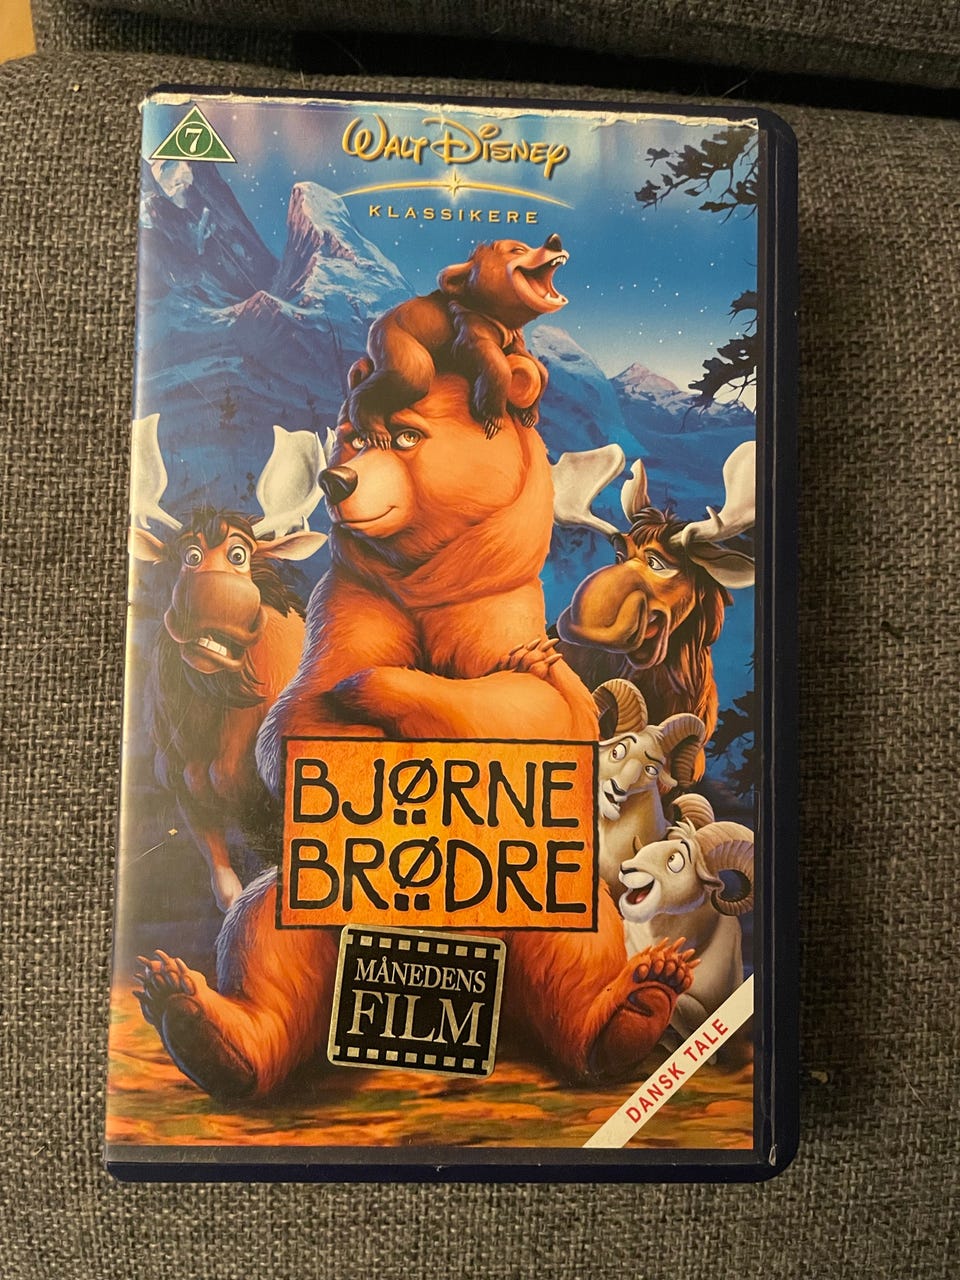 7
WALT DISNEY
KLASSIKERE
BJØRNE
BRØDRE
MÅNEDENS
FILM
DANSK TALE